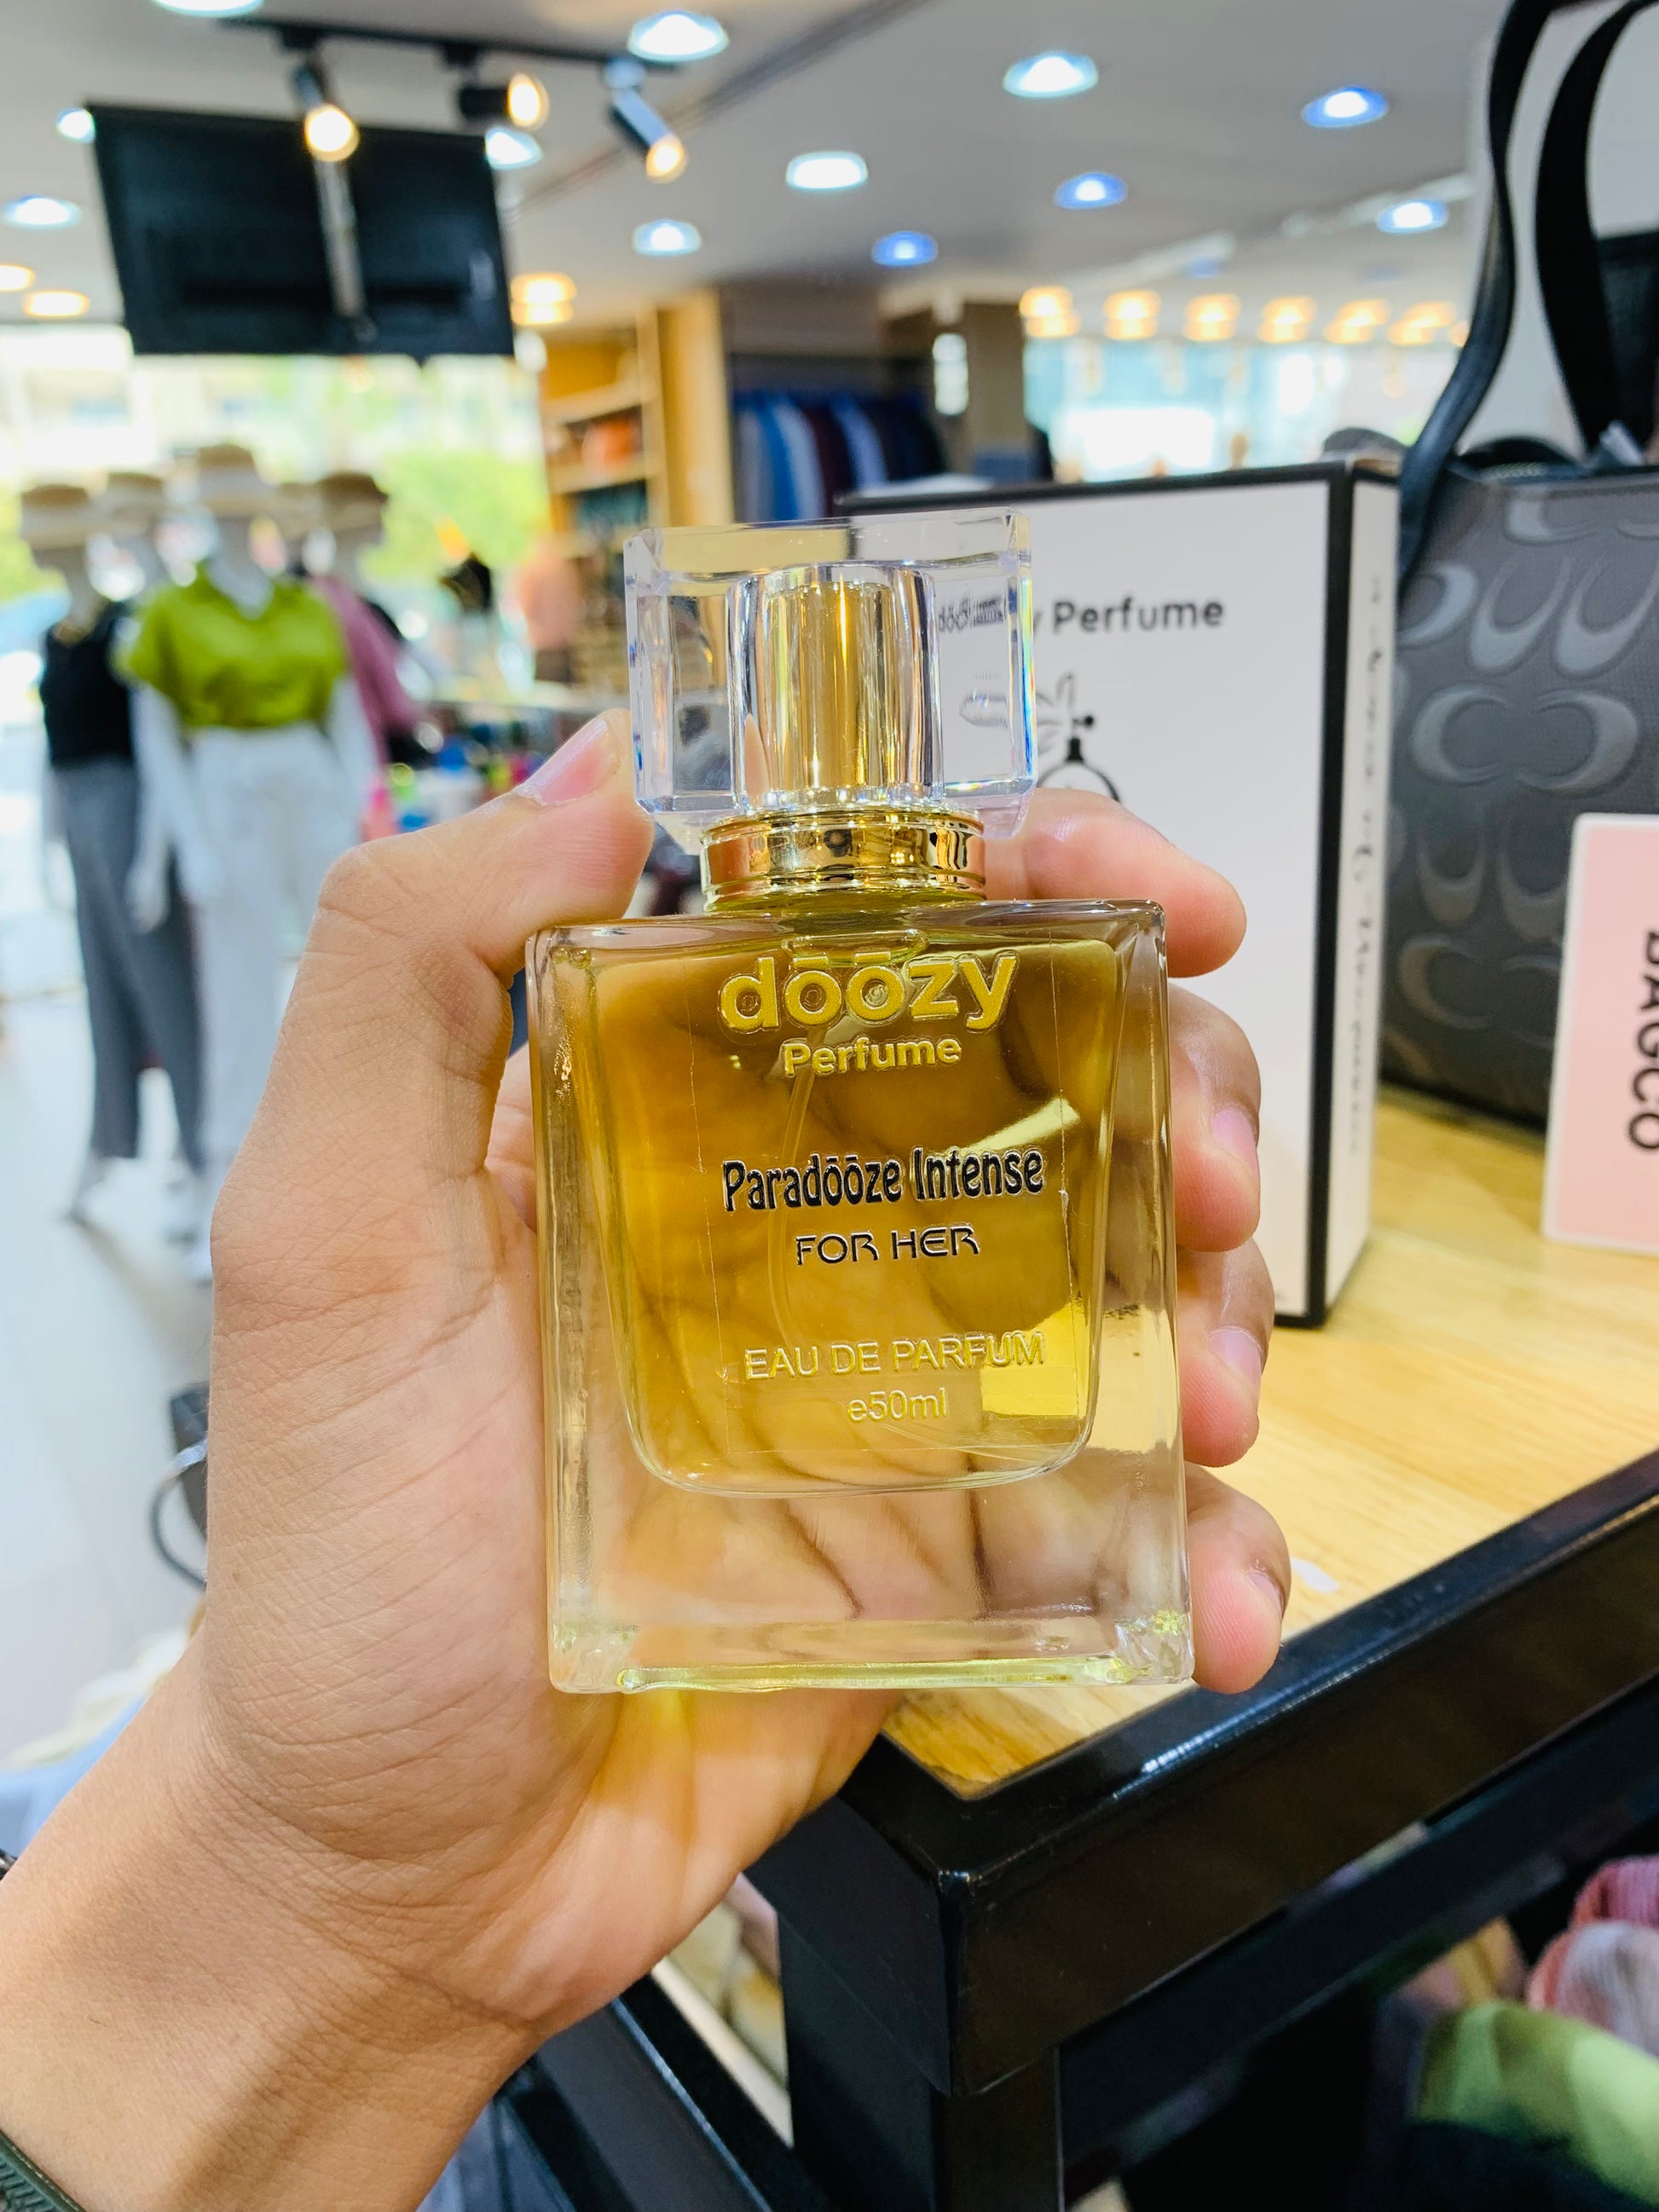 dōōzy
Perfume
Paradōōze Intense
FOR HER
EAU DE PARFUM
e50ml
y Perfume
BAGCO